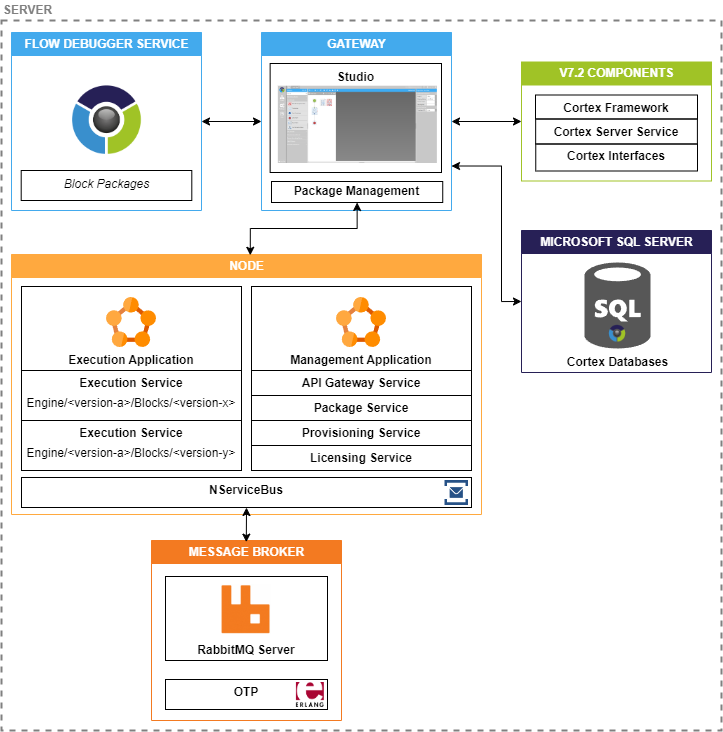 SERVER
FLOW DEBUGGER SERVICE
Block Packages
GATEWAY
Studio
Package Management
V7.2 COMPONENTS
Cortex Framework
Cortex Server Service
Cortex Interfaces
MICROSOFT SQL SERVER
SQL
Cortex Databases
NODE
Execution Application
Execution Service
Engine/<version-a>/Blocks/<version-x>
Execution Service
Engine/<version-a>/Blocks/<version-y>
Management Application
API Gateway Service
Package Service
Provisioning Service
Licensing Service
NServiceBus
MESSAGE BROKER
RabbitMQ Server
OTP
ERLANG